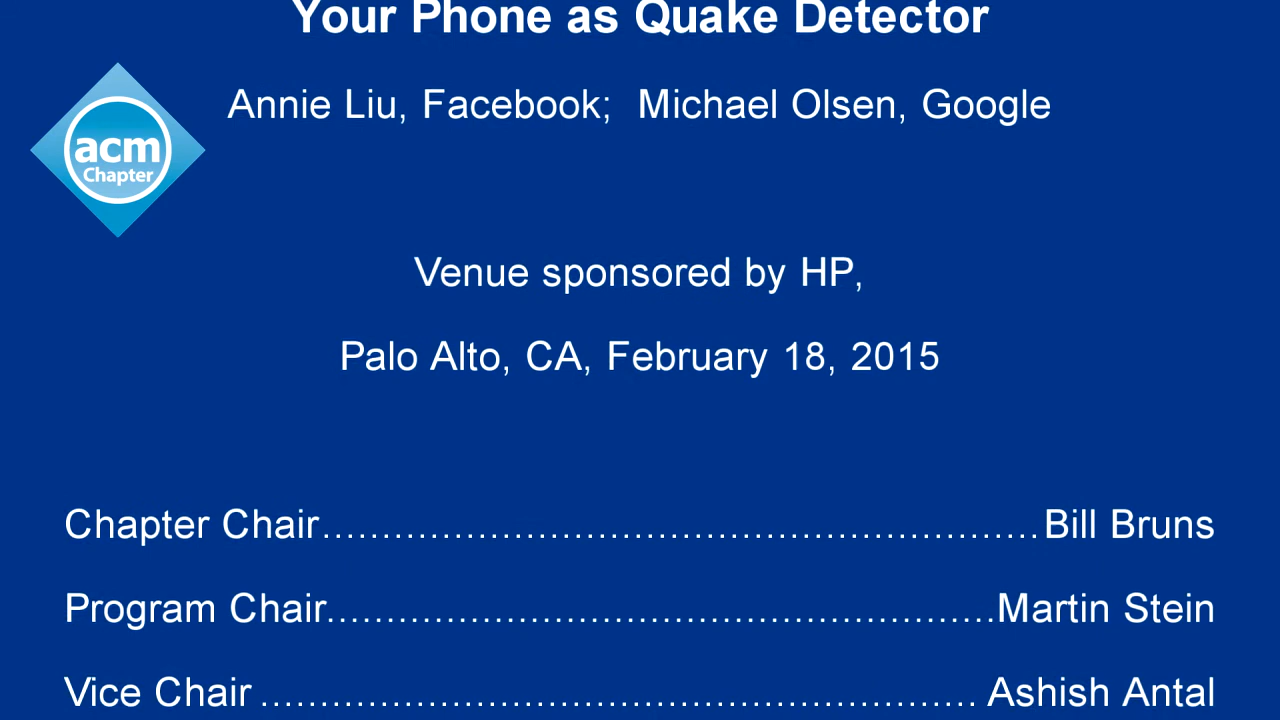 Your Phone as Quake Detector
Annie Liu, Facebook;  Michael Olsen, Google
acm
Chapter
Venue sponsored by HP,
Palo Alto, CA, February 18, 2015
Chapter Chair............................................................Bill Bruns
Program Chair........................................................Martin Stein
Vice Chair ............................................................ Ashish Antal